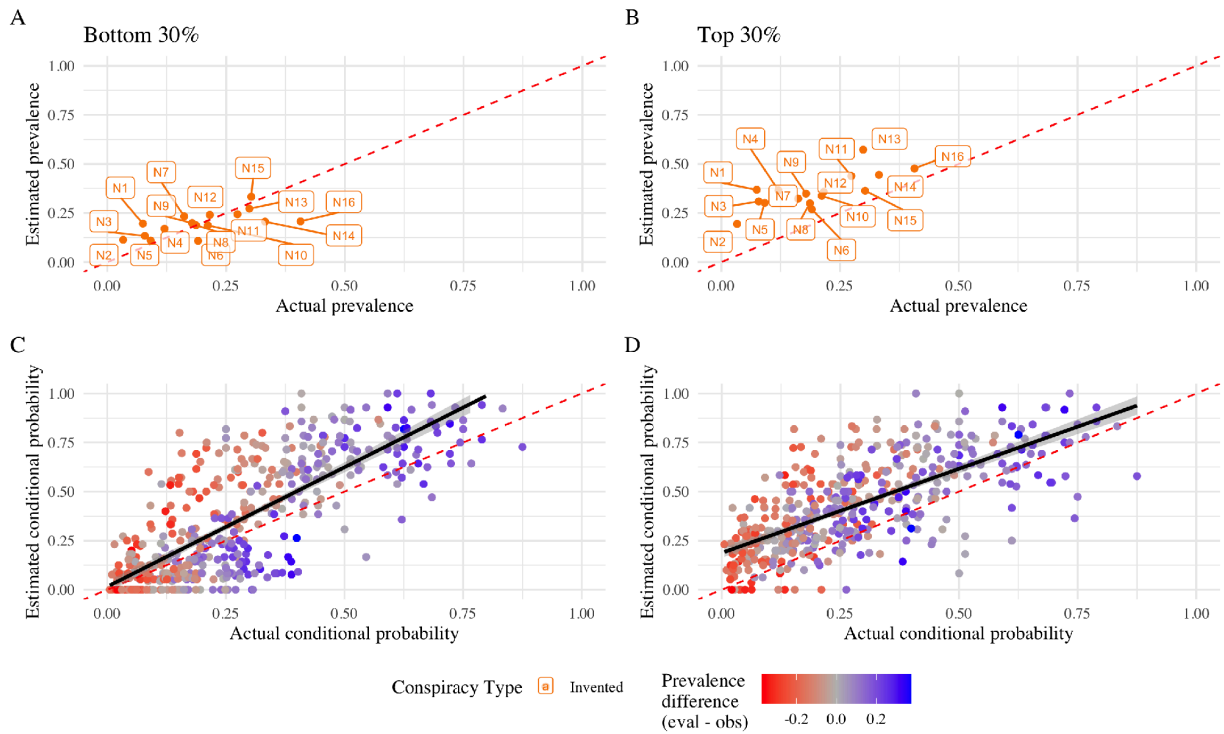 A
Bottom 30%
Estimated prevalence
1.00
0.75
0.50
0.25
0.00
N15
N7
N1
N12
N13
N16
N9
N3
N11
N14
N4
N8
N2
N5
N6
N10
0.00 0.25 0.50 0.75 1.00
Actual prevalence
B
Top 30%
Estimated prevalence
1.00
0.75
0.50
0.25
0.00
N4
N13
N11
N9
N16
N1
N12
N7
N14
N3
N10
N15
N5
N8
N2
N6
0.00 0.25 0.50 0.75 1.00
Actual prevalence
C
Estimated conditional probability
1.00
0.75
0.50
0.25
0.00
0.00 0.25 0.50 0.75 1.00
Actual conditional probability
D
Estimated conditional probability
1.00
0.75
0.50
0.25
0.00
0.00 0.25 0.50 0.75 1.00
Actual conditional probability
Conspiracy Type a Invented
Prevalence
difference
(eval - obs)
-0.2 0.0 0.2